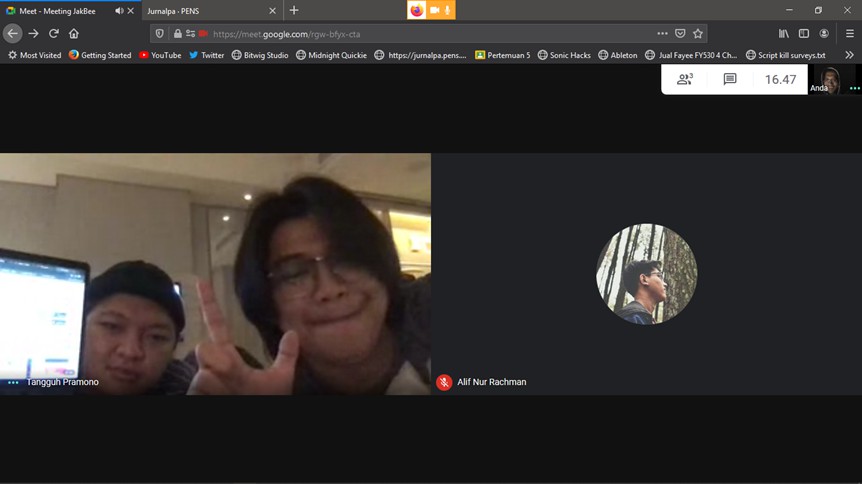 Meet - Meeting JakBee
Jurnalpa - PENS
https://meet.google.com/rgw-bfyx-cta
Most Visited
Getting Started
YouTube
Twitter
Bitwig Studio
Midnight Quickie
https://jurnalpa.pens....
Pertemuan 5
Sonic Hacks
Ableton
Jual Fayee FY530 4 Ch...
Script kill surveys.txt
3
16.47
Anda
Tangguh Pramono
Alif Nur Rachman